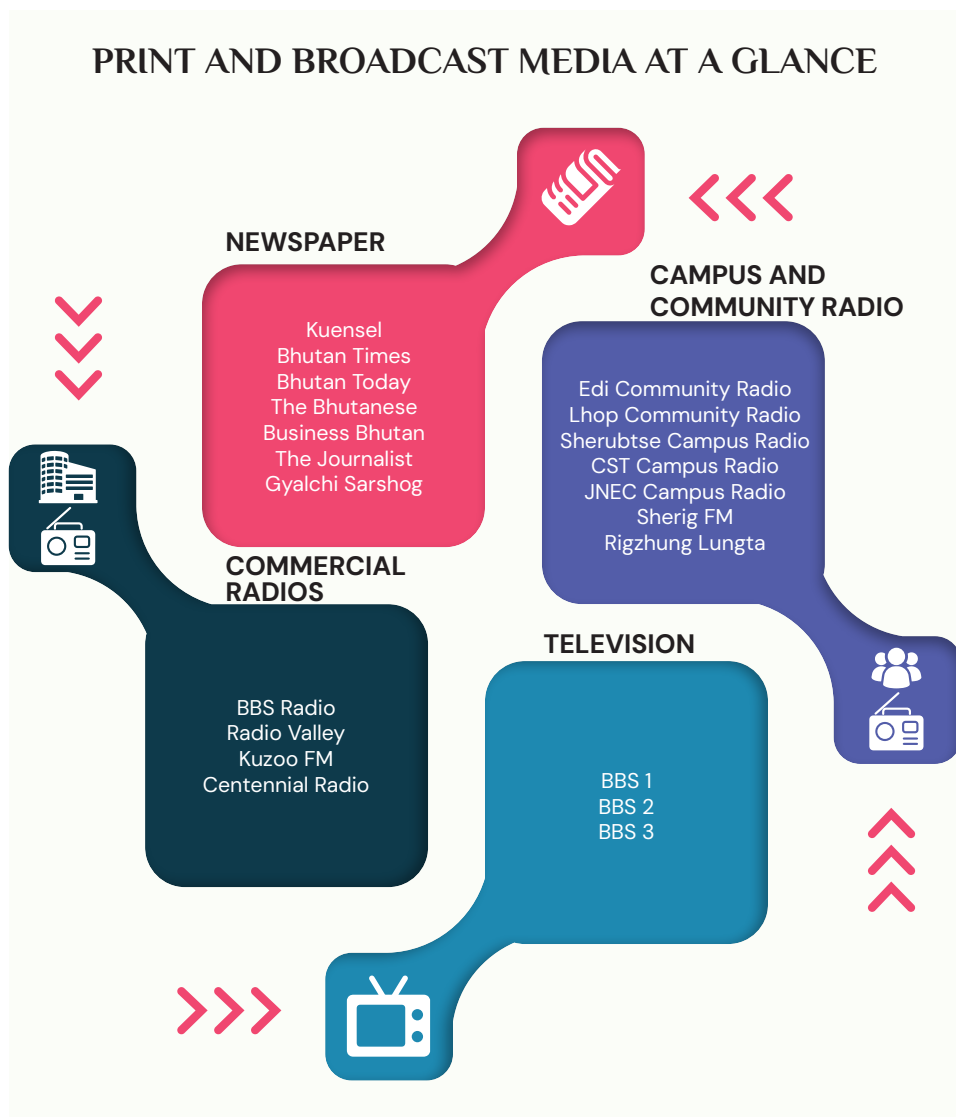 PRINT AND BROADCAST MEDIA AT A GLANCE
NEWSPAPER
Kuensel
Bhutan Times
Bhutan Today
The Bhutanese
Business Bhutan
The Journalist
Gyalchi Sarshog
CAMPUS AND
COMMUNITY RADIO
Edi Community Radio
Lhop Community Radio
Sherubtse Campus Radio
CST Campus Radio
JNEC Campus Radio
Sherig FM
Rigzhung Lungta
COMMERCIAL
RADIOS
BBS Radio
Radio Valley
Kuzoo FM
Centennial Radio
TELEVISION
BBS 1
BBS 2
BBS 3